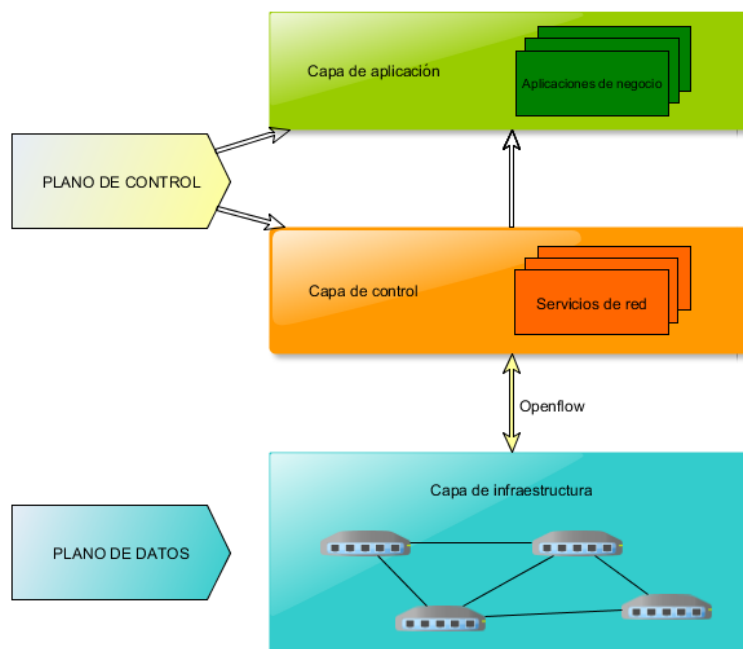 Capa de aplicación
Aplicaciones de negocio
PLANO DE CONTROL
Capa de control
Servicios de red
Openflow
Capa de infraestructura
PLANO DE DATOS